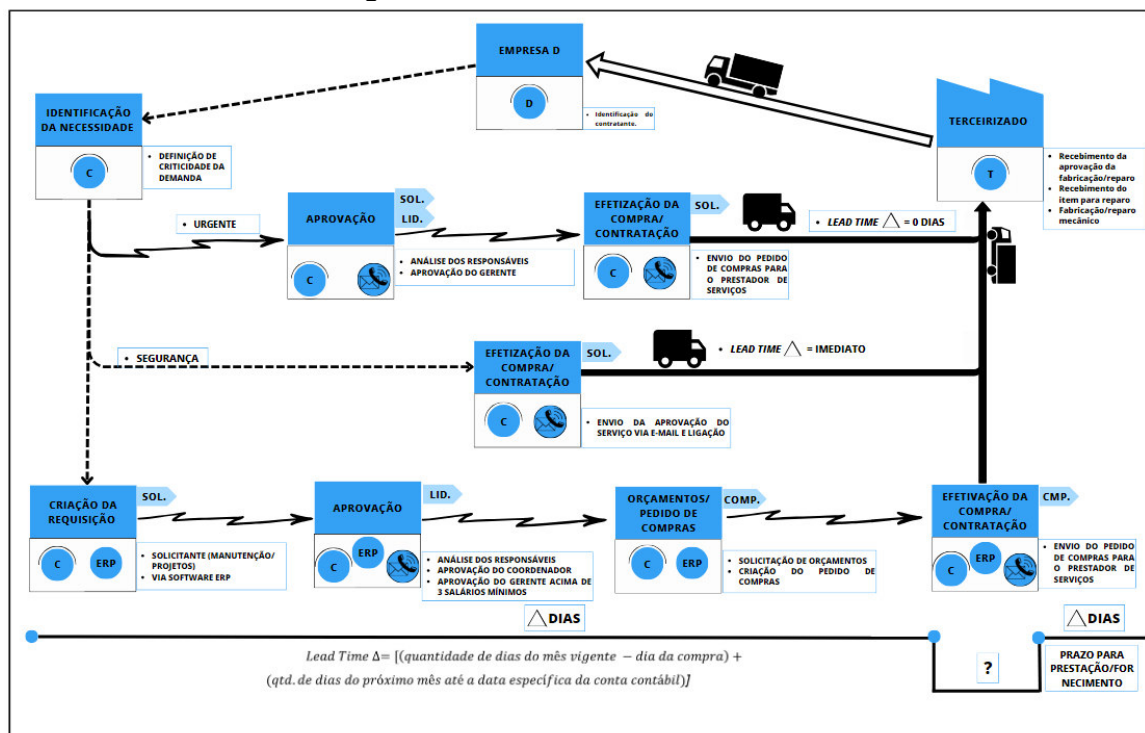 EMPRESA D
D
• Identificação do contratante.
IDENTIFICAÇÃO
DA NECESSIDADE
C
• DEFINIÇÃO DE
CRITICIDADE DA
DEMANDA
TERCEIRIZADO
T
• Recebimento da
aprovação da
fabricação/reparo
• Recebimento do
item para reparo
• Fabricação/reparo
mecânico
• URGENTE
APROVAÇÃO
SOL.
LID.
C
• ANÁLISE DOS RESPONSÁVEIS
• APROVAÇÃO DO GERENTE
EFETIZAÇÃO DA
COMPRA/
CONTRATAÇÃO
SOL.
C
• ENVIO DO PEDIDO
DE COMPRAS PARA
O PRESTADOR DE
SERVIÇOS
• LEAD TIME △ = 0 DIAS
• SEGURANÇA
EFETIZAÇÃO DA
COMPRA/
CONTRATAÇÃO
SOL.
C
• ENVIO DA APROVAÇÃO DO
SERVIÇO VIA E-MAIL E LIGAÇÃO
• LEAD TIME △ = IMEDIATO
CRIAÇÃO DA
REQUISIÇÃO
SOL.
C
ERP
• SOLICITANTE (MANUTENÇÃO/
PROJETOS)
• VIA SOFTWARE ERP
APROVAÇÃO
LID.
C
ERP
• ANÁLISE DOS RESPONSÁVEIS
• APROVAÇÃO DO COORDENADOR
• APROVAÇÃO DO GERENTE ACIMA DE
3 SALÁRIOS MÍNIMOS
ORÇAMENTOS/
PEDIDO DE
COMPRAS
COMP.
C
ERP
• SOLICITAÇÃO DE ORÇAMENTOS
• CRIAÇÃO DO PEDIDO DE
COMPRAS
EFETIVAÇÃO DA
COMPRA/
CONTRATAÇÃO
CMP.
C
ERP
• ENVIO DO PEDIDO
DE COMPRAS PARA
O PRESTADOR DE
SERVIÇOS
△ DIAS
△ DIAS
Lead Time Δ= [(quantidade de dias do mês vigente − dia da compra) +
(qtd. de dias do próximo mês até a data específica da conta contábil)]
?
PRAZO PARA
PRESTAÇÃO/FOR
NECIMENTO